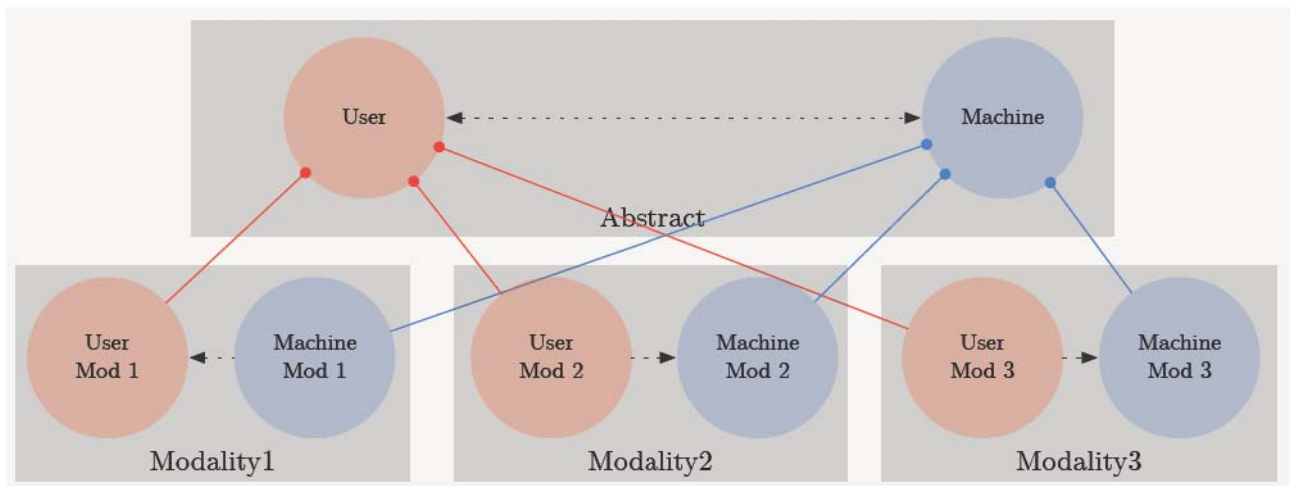 User
Machine
Abstract
User
Mod 1
Machine
Mod 1
User
Mod 2
Machine
Mod 2
User
Mod 3
Machine
Mod 3
Modality1
Modality2
Modality3